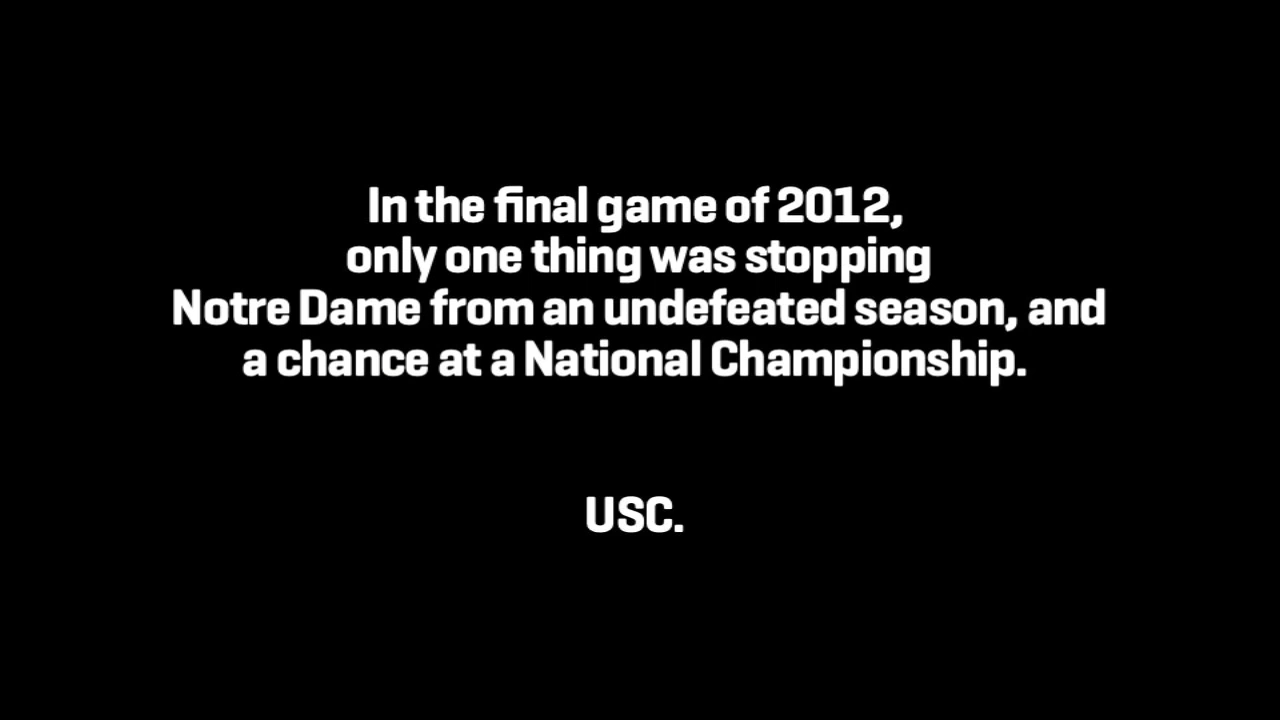 In the final game of 2012,
only one thing was stopping
Notre Dame from an undefeated season, and
a chance at a National Championship.
USC.